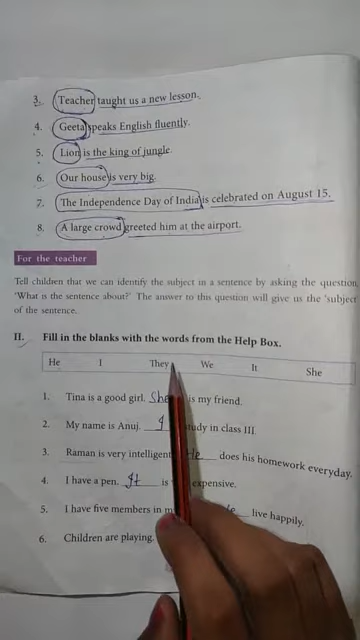 3. Teacher taught us a new lesson.
4. Geeta speaks English fluently.
5. Lion is the king of jungle.
6. Our house is very big.
7. The Independence Day of India is celebrated on August 15.
8. A large crowd greeted him at the airport.
For the teacher
Tell children that we can identify the subject in a sentence by asking the question,
'What is the sentence about?' The answer to this question will give us the 'subject
of the sentence.
II. Fill in the blanks with the words from the Help Box.
He I They We It She
1. Tina is a good girl. She is my friend.
2. My name is Anuj. I study in class III.
3. Raman is very intelligent. He does his homework everyday.
4. I have a pen. It is expensive.
5. I have five members in live happily.
6. Children are playing.